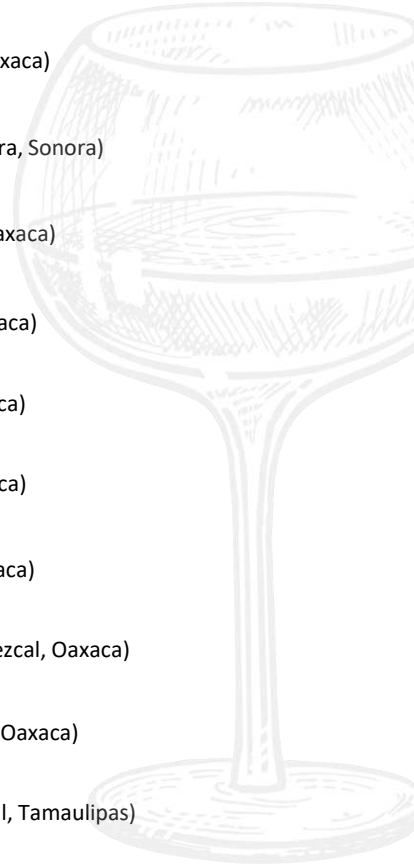 xaca)
ra, Sonora)
axaca)
aca)
ca)
ca)
aca)
ezcal, Oaxaca)
Oaxaca)
l, Tamaulipas)